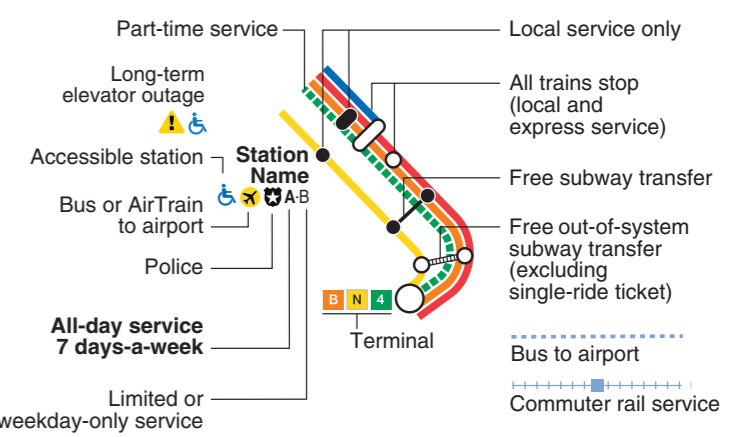 Part-time service
Long-term
elevator outage
Accessible station
Station
Name
A·B
Bus or AirTrain
to airport
Police
All-day service
7 days-a-week
Limited or
weekday-only service
B N 4
Terminal
Local service only
All trains stop
(local and
express service)
Free subway transfer
Free out-of-system
subway transfer
(excluding
single-ride ticket)
Bus to airport
Commuter rail service